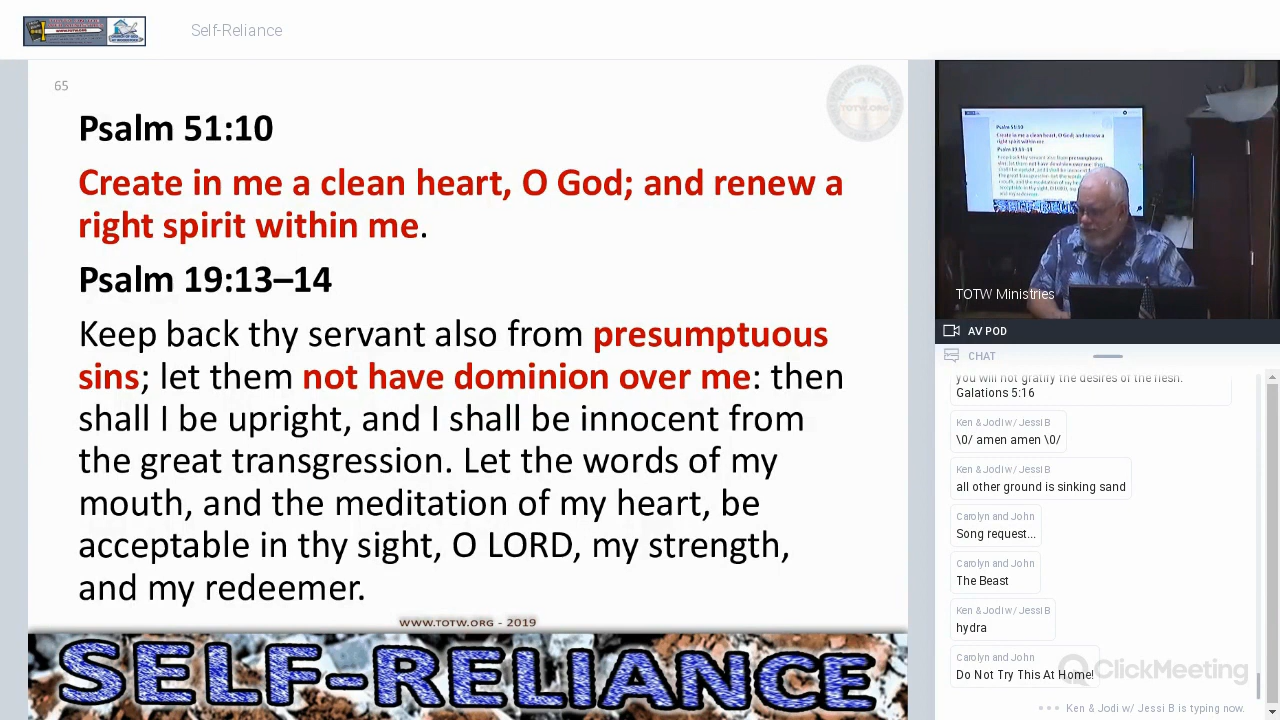 Self-Reliance
65
TOTW.ORG
Psalm 51:10
Create in me a clean heart, O God; and renew a
right spirit within me.
Psalm 19:13–14
Keep back thy servant also from presumptuous
sins; let them not have dominion over me: then
shall I be upright, and I shall be innocent from
the great transgression. Let the words of my
mouth, and the meditation of my heart, be
acceptable in thy sight, O LORD, my strength,
and my redeemer.
WWW.TOTW.ORG - 2019
SELF-RELIANCE
TOTW Ministries
AV POD
CHAT
you will not gratify the desires of the flesh.
Galations 5:16
Ken & Jodi w/ Jessi B
\0/ amen amen \0/
Ken & Jodi w/ Jessi B
all other ground is sinking sand
Carolyn and John
Song request...
Carolyn and John
The Beast
Ken & Jodi w/ Jessi B
hydra
Carolyn and John
Do Not Try This At Home!
ClickMeeting
Ken & Jodi w/ Jessi B is typing now.